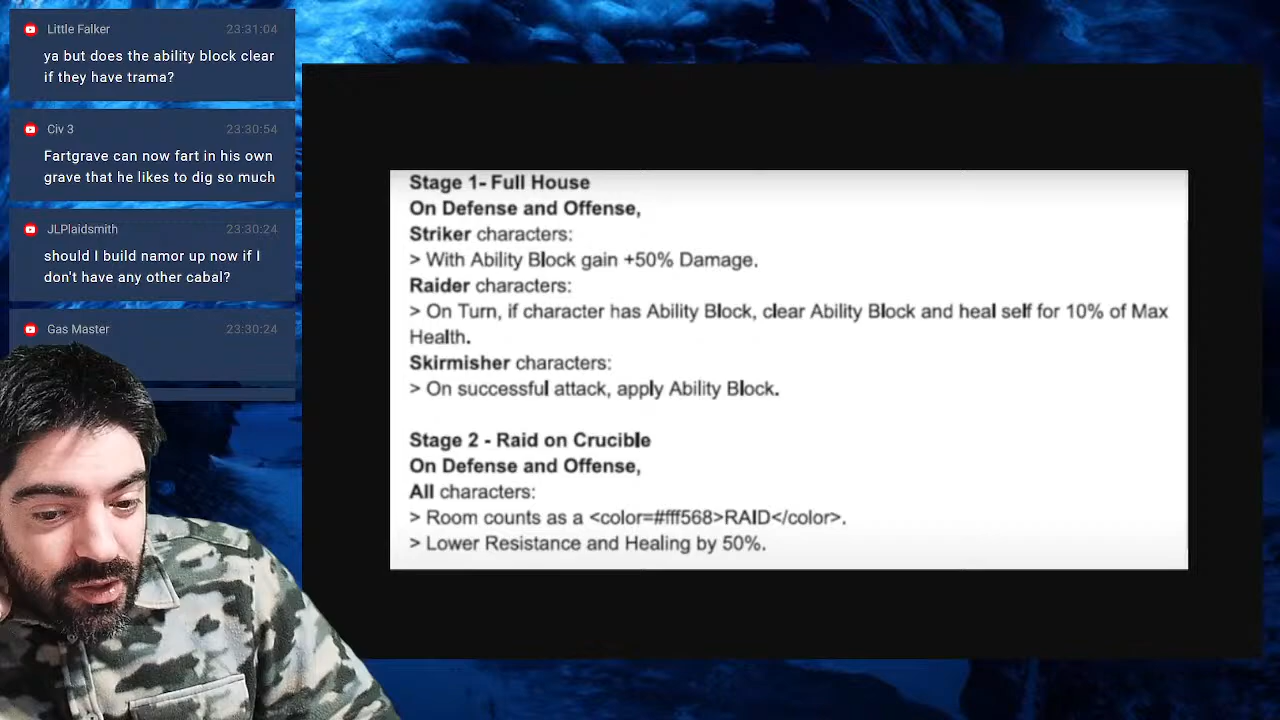 Little Falker 23:31:04
ya but does the ability block clear
if they have trama?
Civ 3 23:30:54
Fartgrave can now fart in his own
grave that he likes to dig so much
JLPlaidsmith 23:30:24
should I build namor up now if I
don't have any other cabal?
Gas Master 23:30:24
Stage 1- Full House
On Defense and Offense,
Striker characters:
> With Ability Block gain +50% Damage.
Raider characters:
> On Turn, if character has Ability Block, clear Ability Block and heal self for 10% of Max
Health.
Skirmisher characters:
> On successful attack, apply Ability Block.
Stage 2 - Raid on Crucible
On Defense and Offense,
All characters:
> Room counts as a <color=#fff568>RAID</color>.
> Lower Resistance and Healing by 50%.